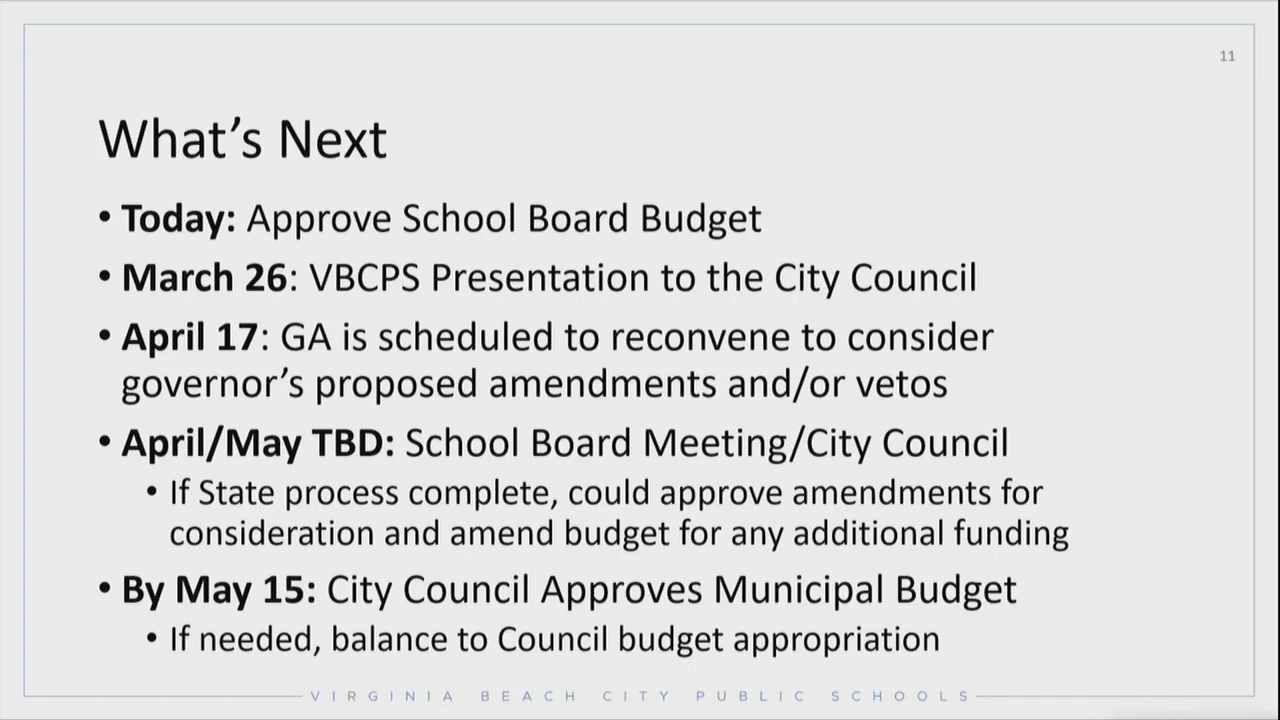 11
What’s Next
• Today: Approve School Board Budget
• March 26: VBCPS Presentation to the City Council
• April 17: GA is scheduled to reconvene to consider
governor’s proposed amendments and/or vetos
• April/May TBD: School Board Meeting/City Council
• If State process complete, could approve amendments for
consideration and amend budget for any additional funding
• By May 15: City Council Approves Municipal Budget
• If needed, balance to Council budget appropriation
VIRGINIA BEACH CITY PUBLIC SCHOOLS